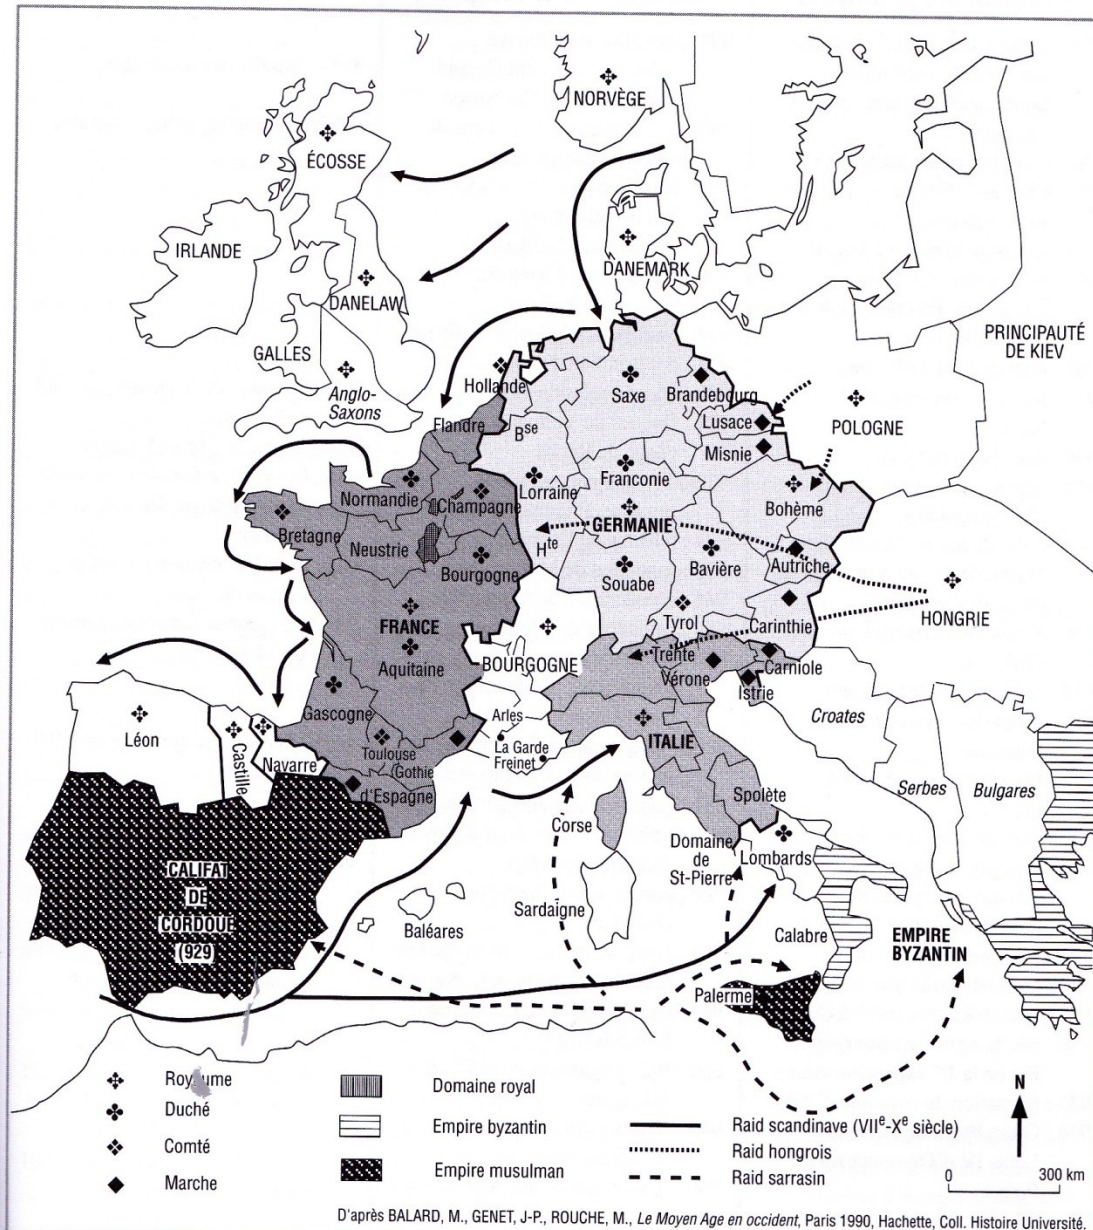 NORVÈGE
ÉCOSSE
IRLANDE
DANEMARK
DANELAW
PRINCIPAUTÉ
DE KIEV
GALLES
Anglo-
Saxons
Hollande
Saxe
Brandebourg
Lusace
POLOGNE
Flandre
Bse
Misnie
Normandie
Champagne
Lorraine
Franconie
Bohème
GERMANIE
Bretagne
Neustrie
Hte
Bourgogne
Souabe
Bavière
Autriche
HONGRIE
FRANCE
Tyrol
Carinthie
BOURGOGNE
Trente
Carniole
Aquitaine
Vérone
Istrie
Croates
Gascogne
Arles
Léon
Castille
Navarre
Toulouse
La Garde
Freinet
ITALIE
Gothie
d'Espagne
Serbes
Bulgares
Spolète
Corse
Domaine
de
St-Pierre
Lombards
CALIFAT
DE
CORDOUE
(929)
Sardaigne
Baléares
Calabre
EMPIRE
BYZANTIN
Palerme
Royaume
Duché
Comté
Marche
Domaine royal
Empire byzantin
Empire musulman
Raid scandinave (VIIe-Xe siècle)
Raid hongrois
Raid sarrasin
N
300 km
D'après BALARD, M., GENET, J-P., ROUCHE, M., Le Moyen Age en occident, Paris 1990, Hachette, Coll. Histoire Université.